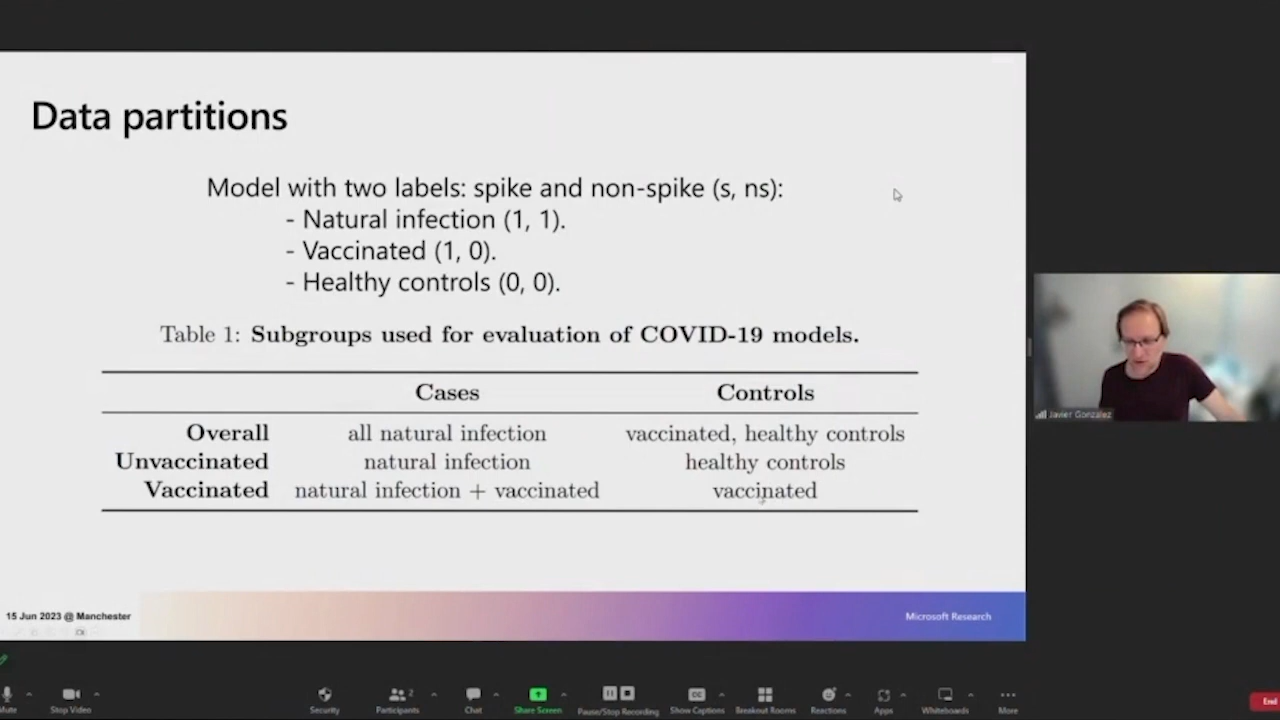 Data partitions
Model with two labels: spike and non-spike (s, ns):
- Natural infection (1, 1).
- Vaccinated (1, 0).
- Healthy controls (0, 0).
Table 1: Subgroups used for evaluation of COVID-19 models.
Cases Controls
Overall all natural infection vaccinated, healthy controls
Unvaccinated natural infection healthy controls
Vaccinated natural infection + vaccinated vaccinated
Javier González
15 Jun 2023 @ Manchester
Microsoft Research
Mute Stop Video Security Participants 2 Chat Share Screen Pause/Stop Recording CC Show Captions Breakout Rooms Reactions Apps Whiteboards More End